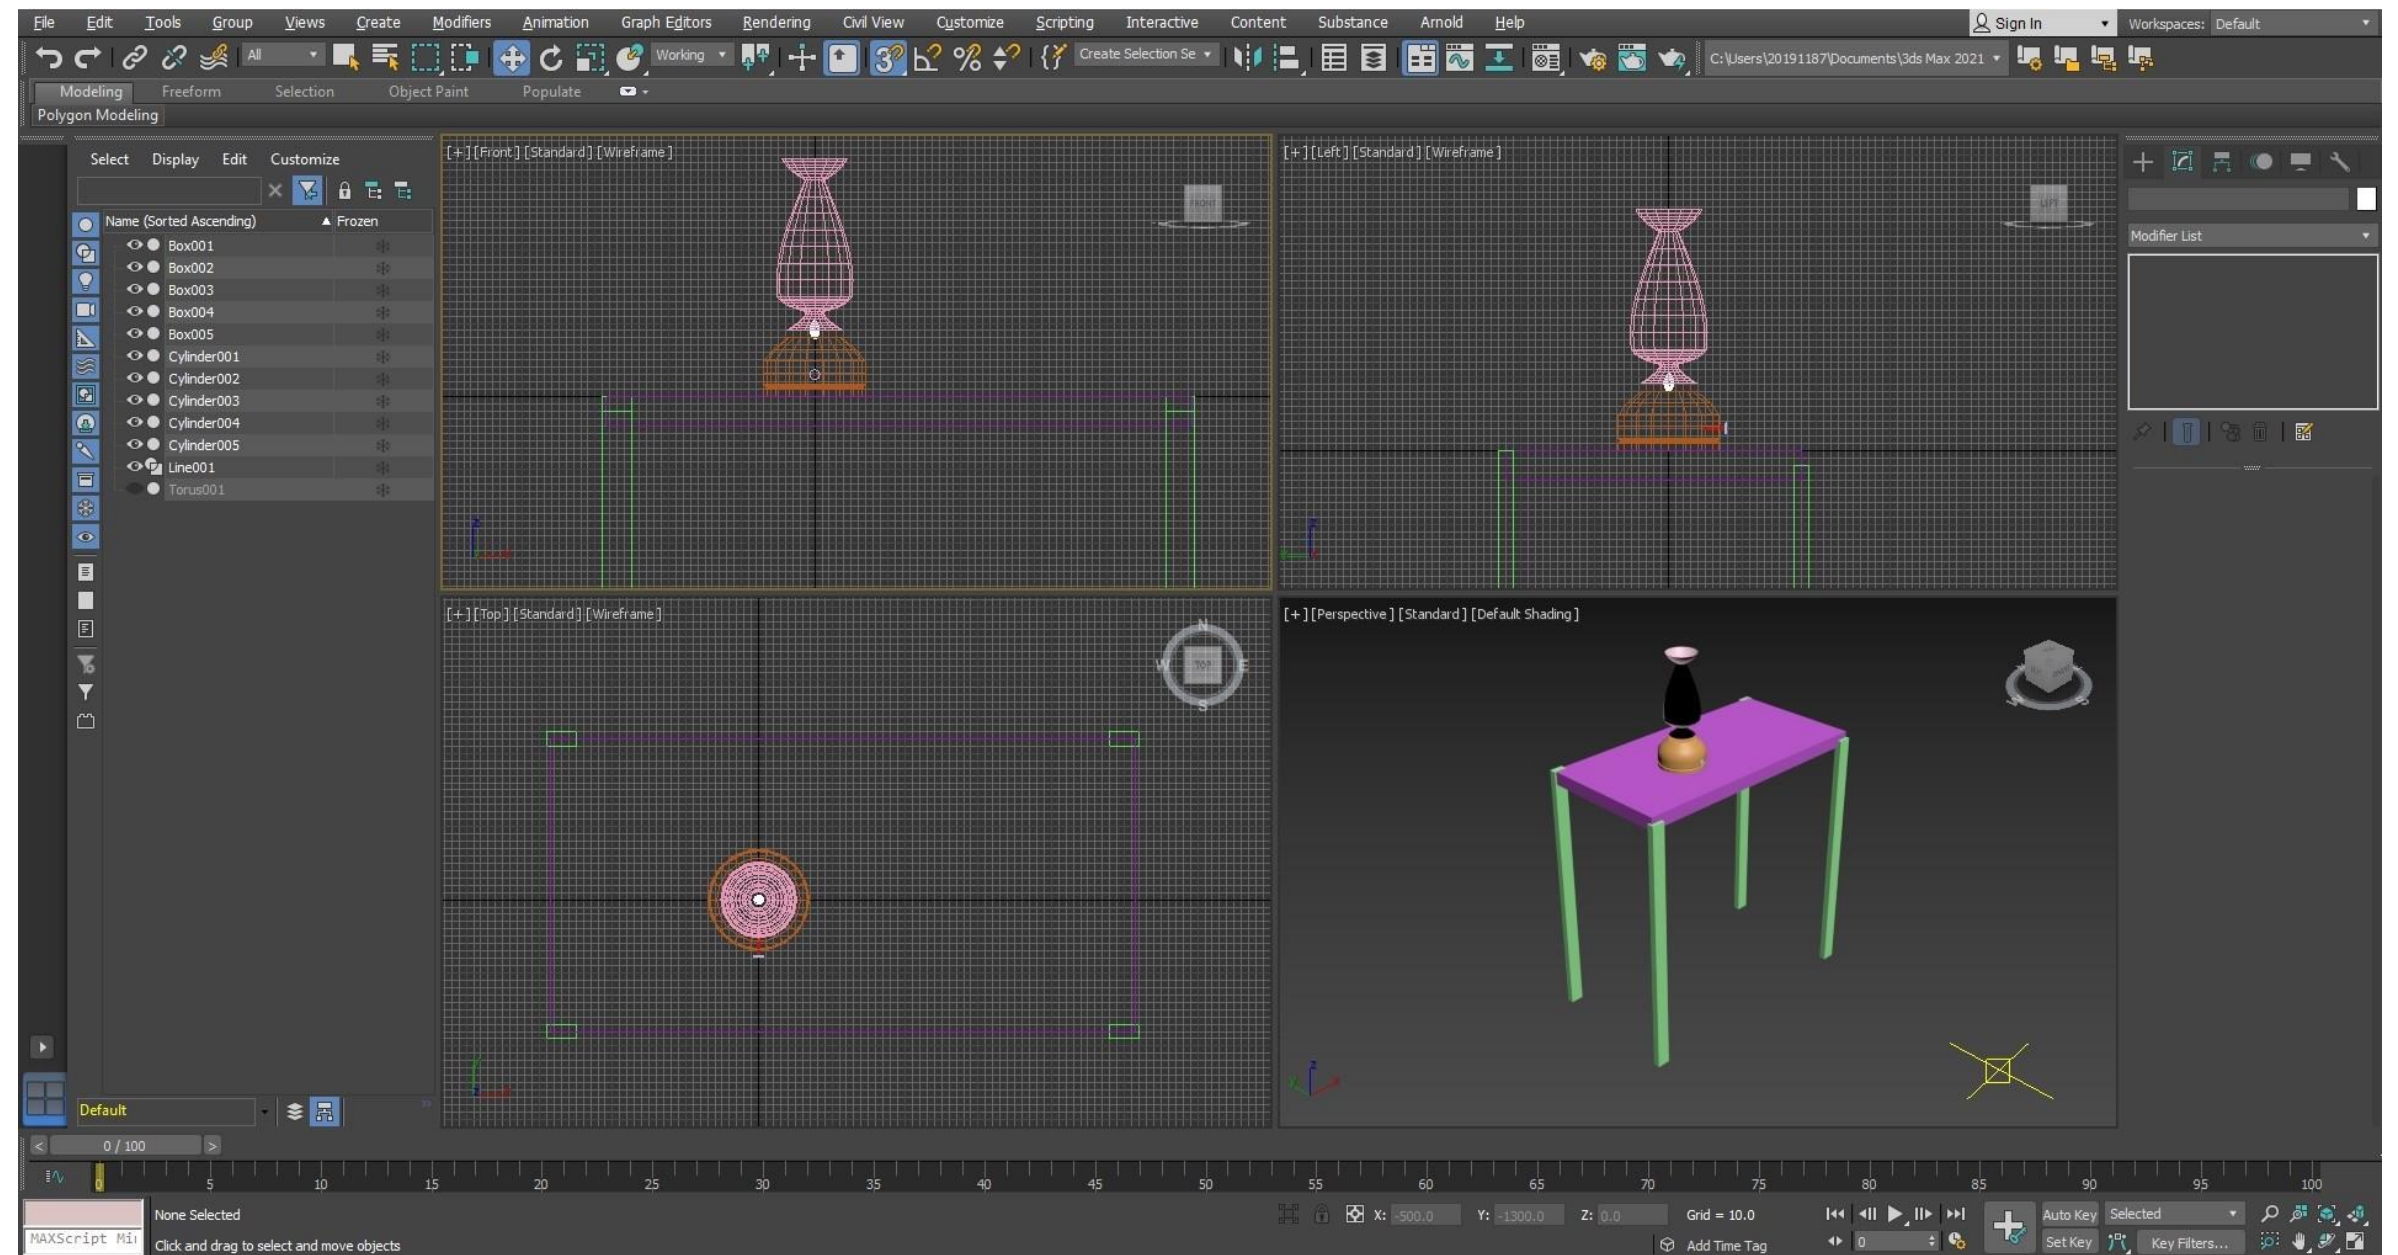 File Edit Tools Group Views Create Modifiers Animation Graph Editors Rendering Civil View Customize Scripting Interactive Content Substance Arnold Help Sign In Workspaces: Default
All Working Create Selection Se C:\Users\20191187\Documents\3ds Max 2021
Modeling Freeform Selection Object Paint Populate
Polygon Modeling
Select Display Edit Customize
Name (Sorted Ascending) Frozen
Box001
Box002
Box003
Box004
Box005
Cylinder001
Cylinder002
Cylinder003
Cylinder004
Cylinder005
Line001
Torus001
Default
[+][Front][Standard][Wireframe]
FRONT
[+][Left][Standard][Wireframe]
LEFT
[+][Top][Standard][Wireframe]
N
W TOP E
S
[+][Perspective][Standard][Default Shading]
Modifier List
0 / 100
0 5 10 15 20 25 30 35 40 45 50 55 60 65 70 75 80 85 90 95 100
None Selected X: -500.0 Y: -1300.0 Z: 0.0 Grid = 10.0 Auto Key Selected
MAXScript Mi Click and drag to select and move objects Add Time Tag 0 Set Key Key Filters...